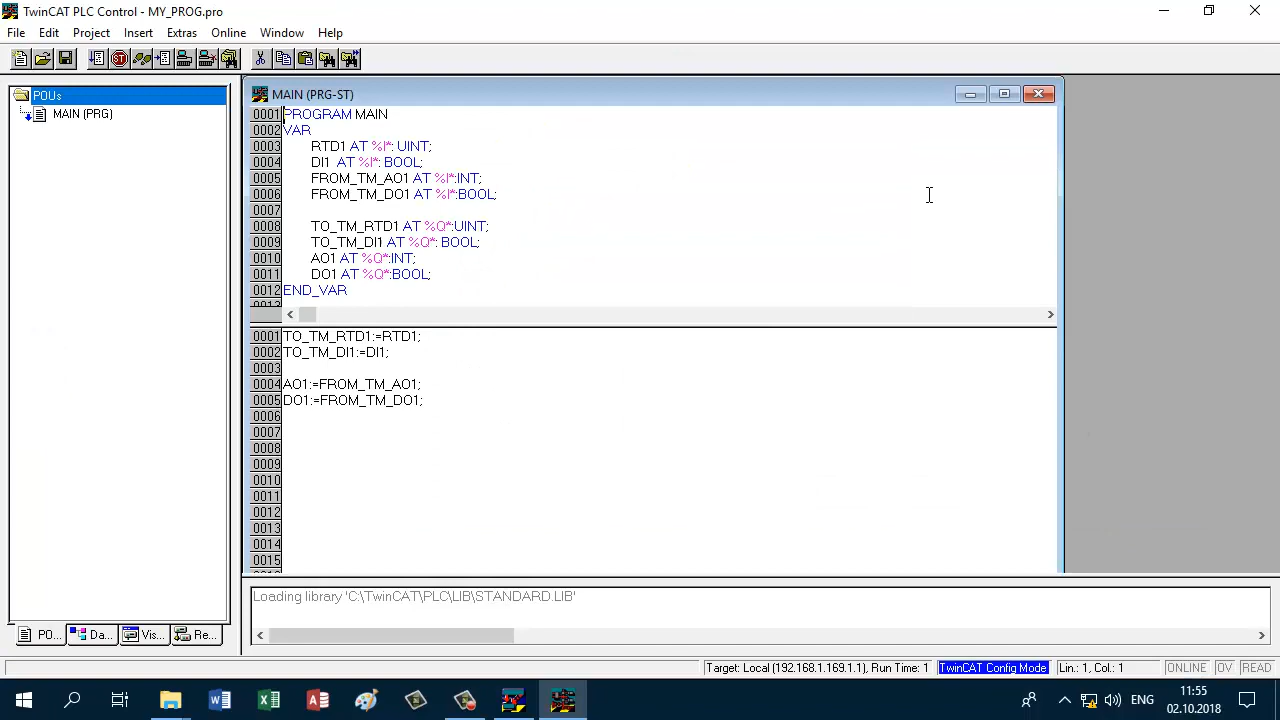 TwinCAT PLC Control - MY_PROG.pro
File Edit Project Insert Extras Online Window Help
POUs
MAIN (PRG)
MAIN (PRG-ST)
0001 PROGRAM MAIN
0002 VAR
0003 RTD1 AT %I*: UINT;
0004 DI1 AT %I*: BOOL;
0005 FROM_TM_AO1 AT %I*:INT;
0006 FROM_TM_DO1 AT %I*:BOOL;
0007
0008 TO_TM_RTD1 AT %Q*:UINT;
0009 TO_TM_DI1 AT %Q*: BOOL;
0010 AO1 AT %Q*:INT;
0011 DO1 AT %Q*:BOOL;
0012 END_VAR
0013
0001 TO_TM_RTD1:=RTD1;
0002 TO_TM_DI1:=DI1;
0003
0004 AO1:=FROM_TM_AO1;
0005 DO1:=FROM_TM_DO1;
0006
0007
0008
0009
0010
0011
0012
0013
0014
0015
Loading library 'C:\TwinCAT\PLC\LIB\STANDARD.LIB'
PO... Da... Vis... Re...
Target: Local (192.168.1.169.1.1), Run Time: 1 TwinCAT Config Mode Lin.: 1, Col.: 1 ONLINE OV READ
ENG
11:55
02.10.2018